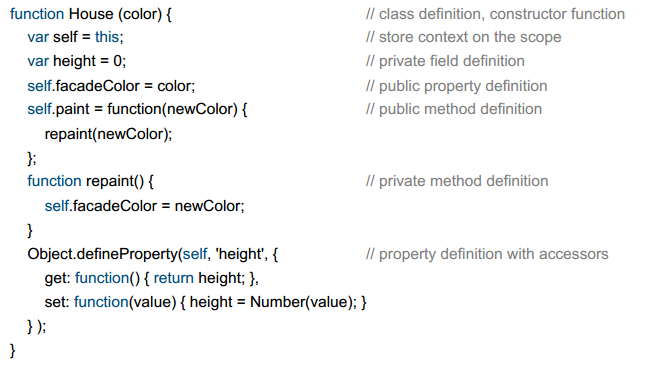 function House (color) { // class definition, constructor function
var self = this; // store context on the scope
var height = 0; // private field definition
self.facadeColor = color; // public property definition
self.paint = function(newColor) { // public method definition
repaint(newColor);
};
function repaint() { // private method definition
self.facadeColor = newColor;
}
Object.defineProperty(self, 'height', { // property definition with accessors
get: function() { return height; },
set: function(value) { height = Number(value); }
} );
}